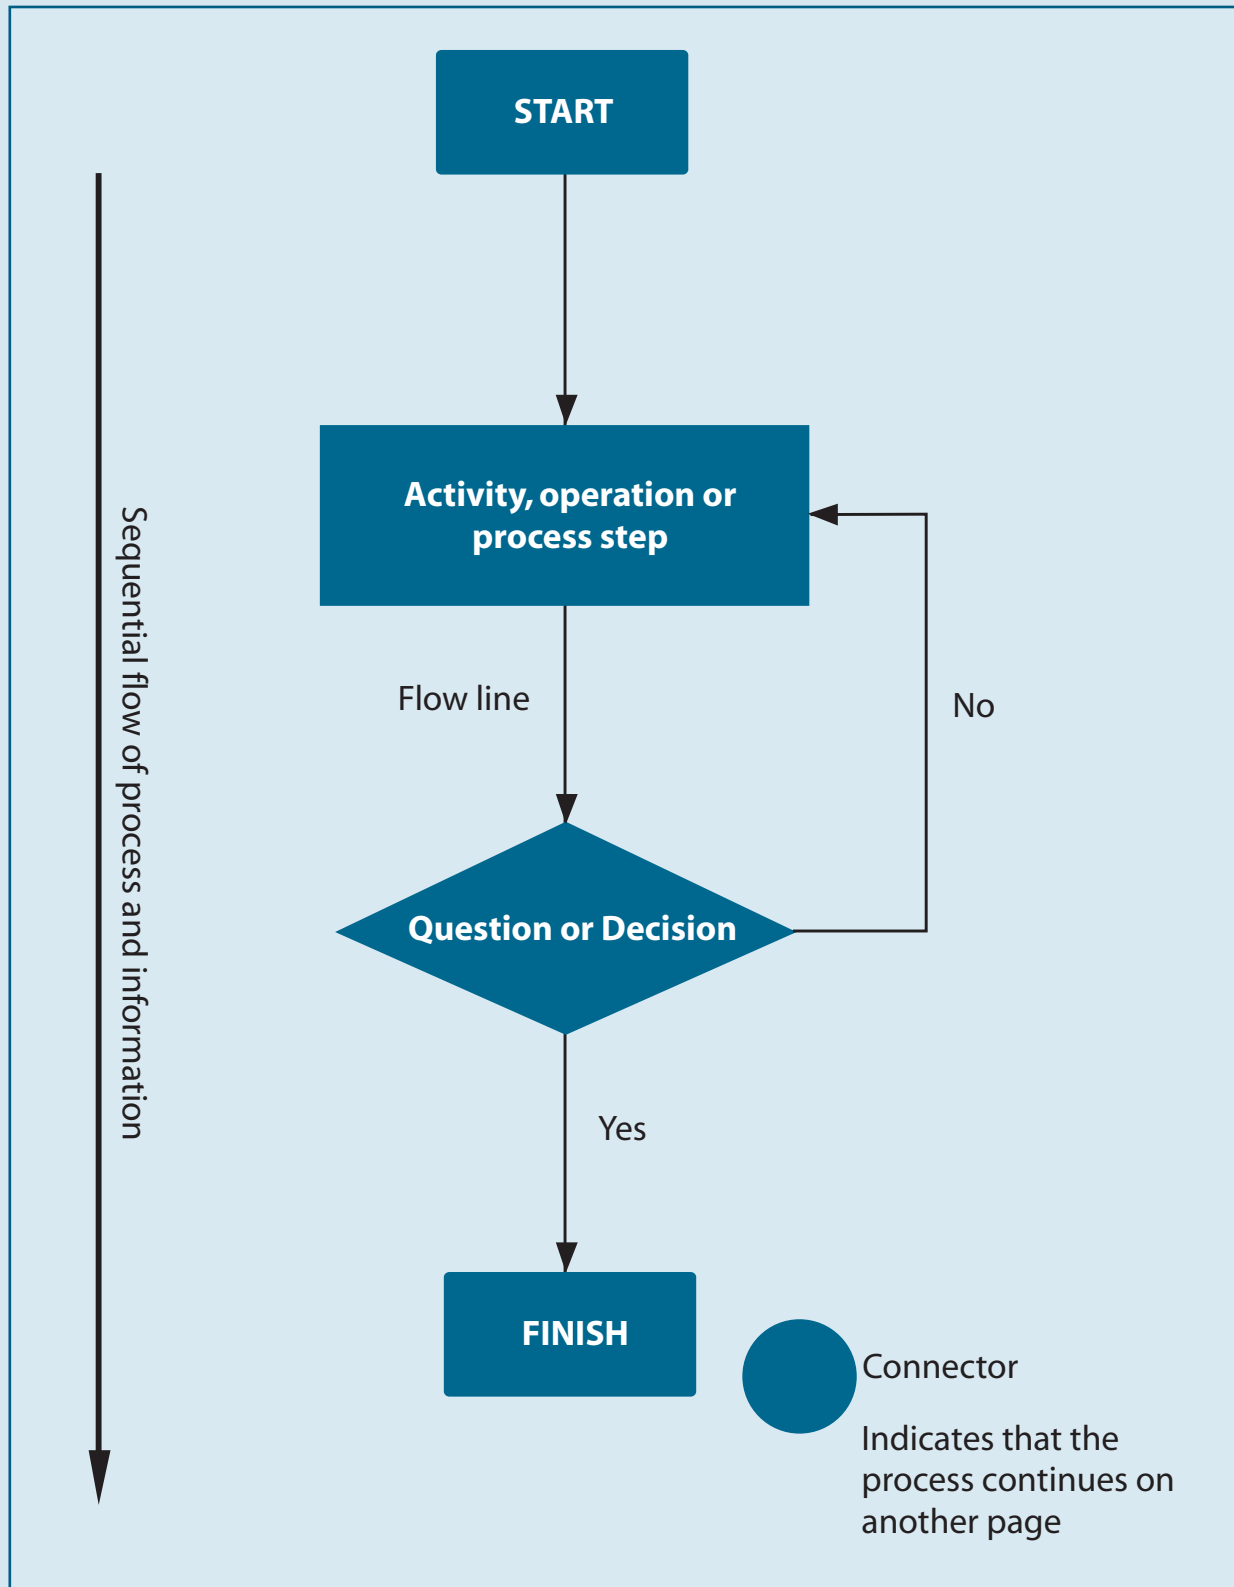 START
Activity, operation or
process step
Sequential flow of process and information
Flow line
No
Question or Decision
Yes
FINISH
Connector
Indicates that the
process continues on
another page